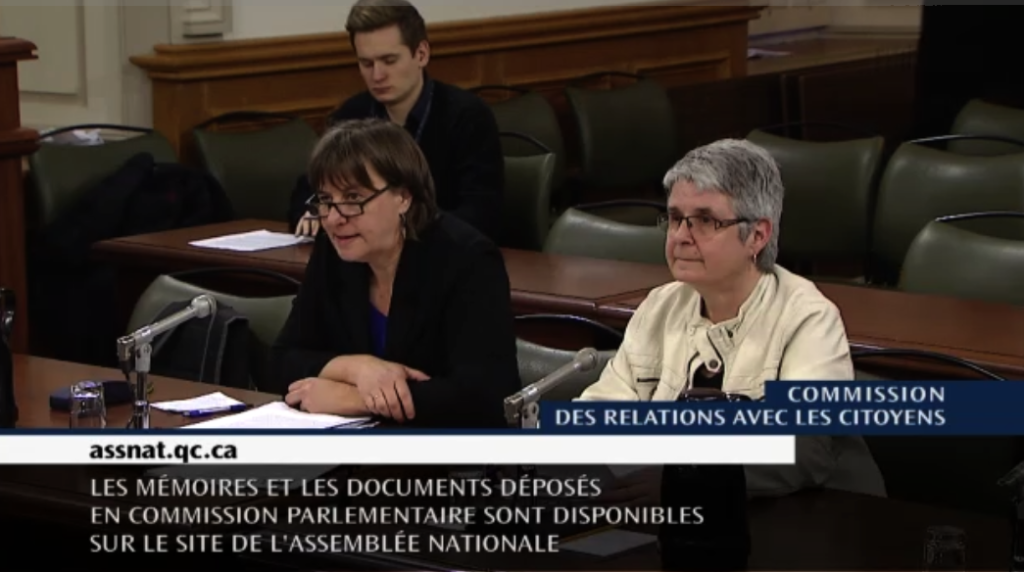 COMMISSION
DES RELATIONS AVEC LES CITOYENS
assnat.qc.ca
LES MÉMOIRES ET LES DOCUMENTS DÉPOSÉS
EN COMMISSION PARLEMENTAIRE SONT DISPONIBLES
SUR LE SITE DE L'ASSEMBLÉE NATIONALE